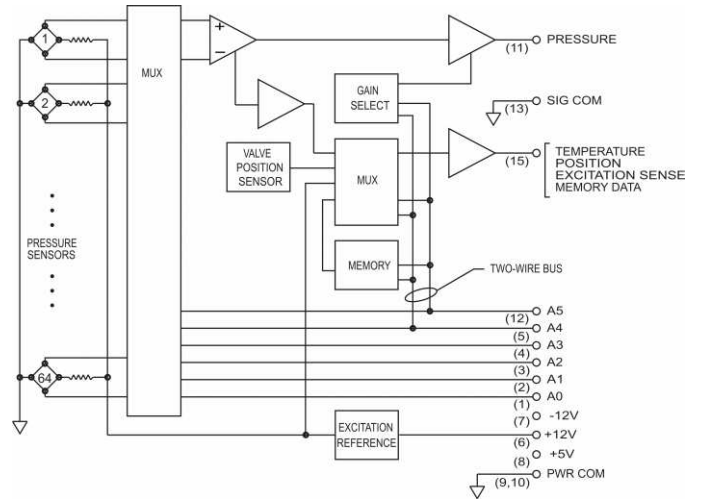 1
2
64
PRESSURE
SENSORS
MUX
+
−
VALVE
POSITION
SENSOR
GAIN
SELECT
MUX
MEMORY
EXCITATION
REFERENCE
TWO-WIRE BUS
(11) PRESSURE
(13) SIG COM
(15) TEMPERATURE
POSITION
EXCITATION SENSE
MEMORY DATA
(12) A5
(5) A4
(4) A3
(3) A2
(2) A1
(1) A0
(7) -12V
(6) +12V
(8) +5V
(9,10) PWR COM